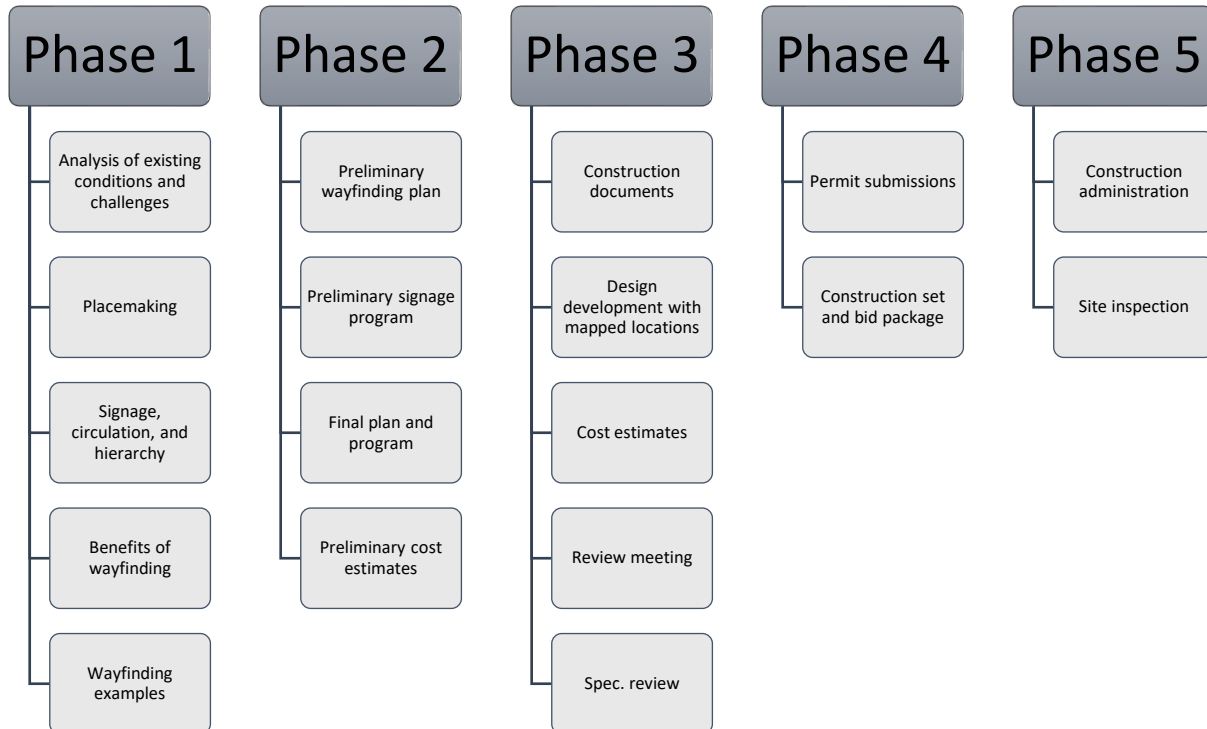 Phase 1
Analysis of existing
conditions and
challenges
Placemaking
Signage,
circulation, and
hierarchy
Benefits of
wayfinding
Wayfinding
examples
Phase 2
Preliminary
wayfinding plan
Preliminary signage
program
Final plan and
program
Preliminary cost
estimates
Phase 3
Construction
documents
Design
development with
mapped locations
Cost estimates
Review meeting
Spec. review
Phase 4
Permit submissions
Construction set
and bid package
Phase 5
Construction
administration
Site inspection